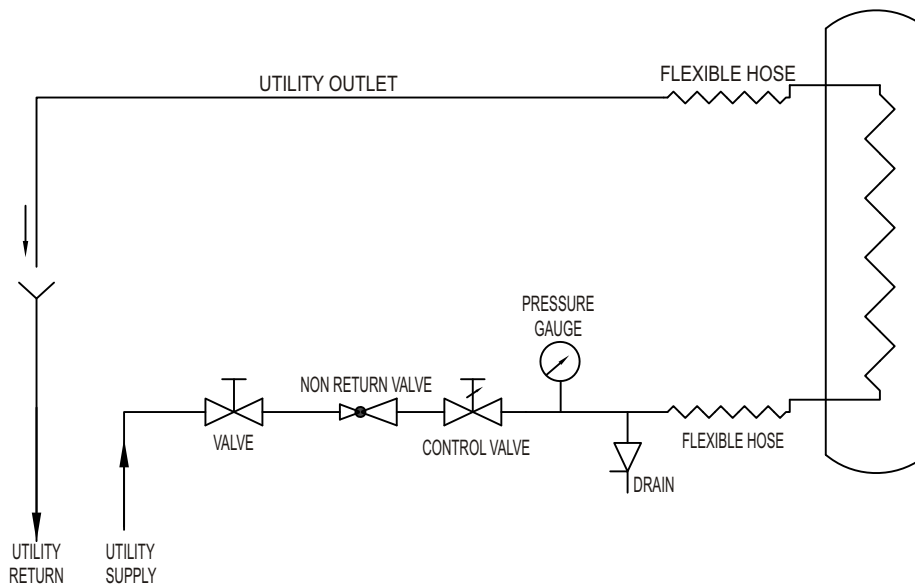 FLEXIBLE HOSE
UTILITY OUTLET
PRESSURE
GAUGE
NON RETURN VALVE
VALVE
CONTROL VALVE
FLEXIBLE HOSE
DRAIN
UTILITY
RETURN
UTILITY
SUPPLY